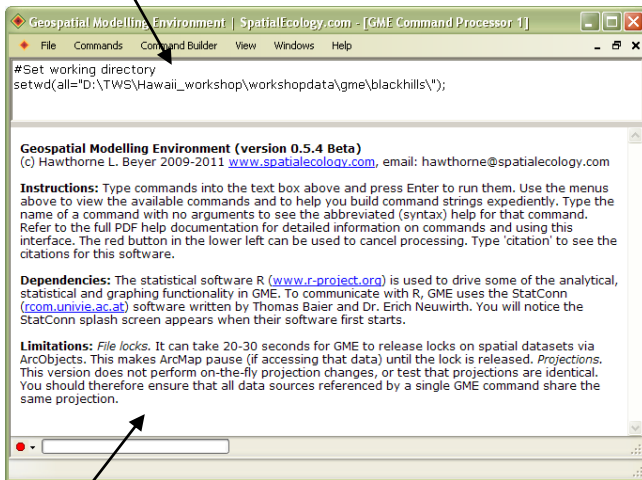 Geospatial Modelling Environment | SpatialEcology.com - [GME Command Processor 1]
File Commands Command Builder View Windows Help
#Set working directory
setwd(all="D:\TWS\Hawaii_workshop\workshopdata\gme\blackhills\");
Geospatial Modelling Environment (version 0.5.4 Beta)
(c) Hawthorne L. Beyer 2009-2011 www.spatialecology.com, email: hawthorne@spatialecology.com
Instructions: Type commands into the text box above and press Enter to run them. Use the menus
above to view the available commands and to help you build command strings expediently. Type the
name of a command with no arguments to see the abbreviated (syntax) help for that command.
Refer to the full PDF help documentation for detailed information on commands and using this
interface. The red button in the lower left can be used to cancel processing. Type 'citation' to see the
citations for this software.
Dependencies: The statistical software R (www.r-project.org) is used to drive some of the analytical,
statistical and graphing functionality in GME. To communicate with R, GME uses the StatConn
(rcom.univie.ac.at) software written by Thomas Baier and Dr. Erich Neuwirth. You will notice the
StatConn splash screen appears when their software first starts.
Limitations: File locks. It can take 20-30 seconds for GME to release locks on spatial datasets via
ArcObjects. This makes ArcMap pause (if accessing that data) until the lock is released. Projections.
This version does not perform on-the-fly projection changes, or test that projections are identical.
You should therefore ensure that all data sources referenced by a single GME command share the
same projection.